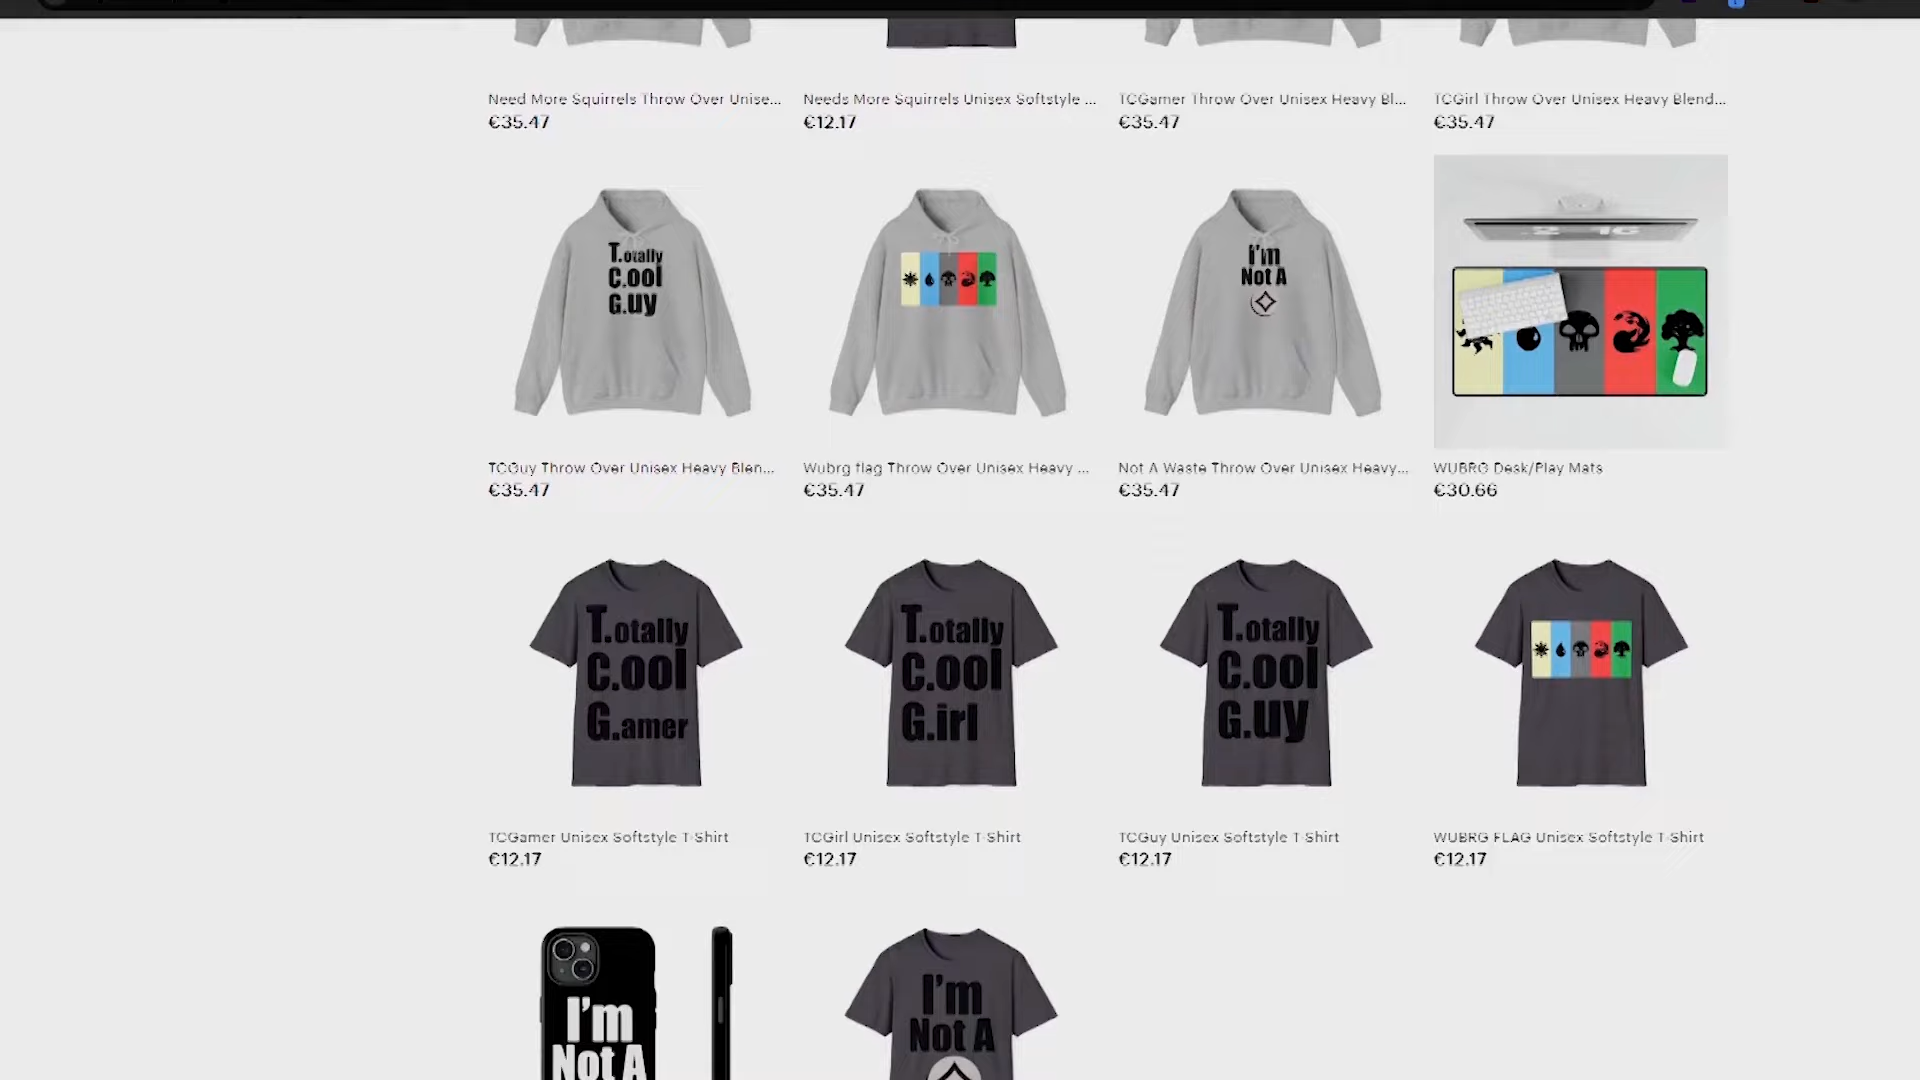 Need More Squirrels Throw Over Unise...
€35.47
Needs More Squirrels Unisex Softstyle ...
€12.17
TCGamer Throw Over Unisex Heavy Bl...
€35.47
TCGirl Throw Over Unisex Heavy Blend...
€35.47
T.otally
C.ool
G.uy
I'm
Not A
TCGuy Throw Over Unisex Heavy Blen...
€35.47
Wubrg flag Throw Over Unisex Heavy ...
€35.47
Not A Waste Throw Over Unisex Heavy...
€35.47
WUBRG Desk/Play Mats
€30.66
T.otally
C.ool
G.amer
T.otally
C.ool
G.irl
T.otally
C.ool
G.uy
TCGamer Unisex Softstyle T-Shirt
€12.17
TCGirl Unisex Softstyle T-Shirt
€12.17
TCGuy Unisex Softstyle T-Shirt
€12.17
WUBRG FLAG Unisex Softstyle T-Shirt
€12.17
I'm
Not A
I'm
Not A